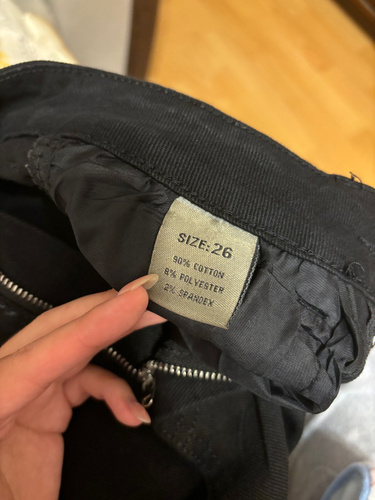 SIZE: 26
90% COTTON
8% POLYESTER
2% SPANDEX